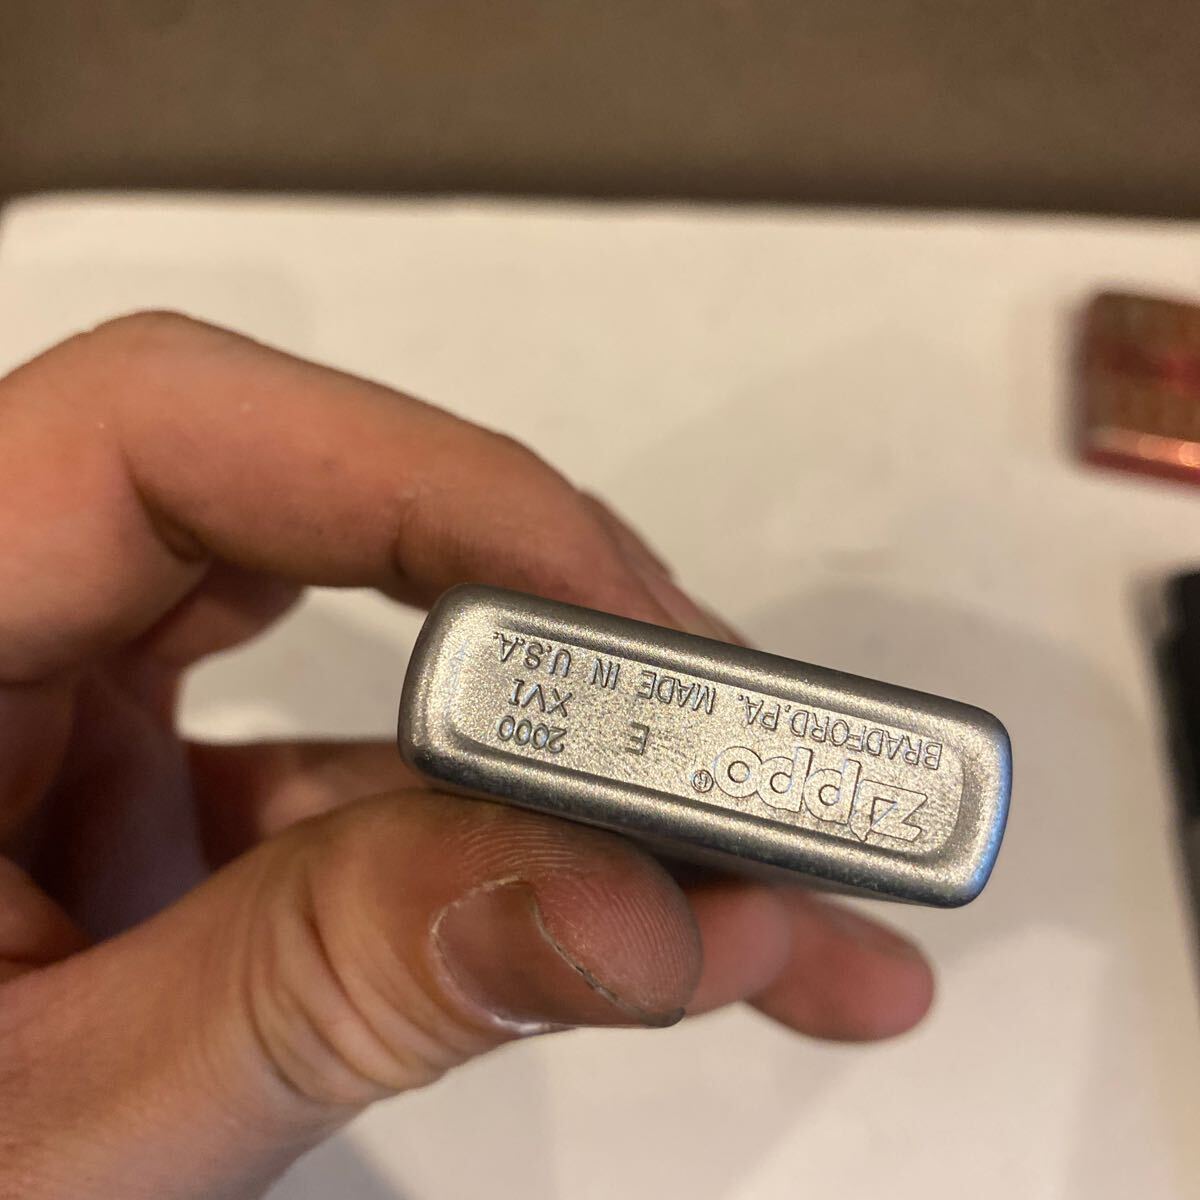 Zippo®
E
2000
XVI
BRADFORD,PA. MADE IN U.S.A.